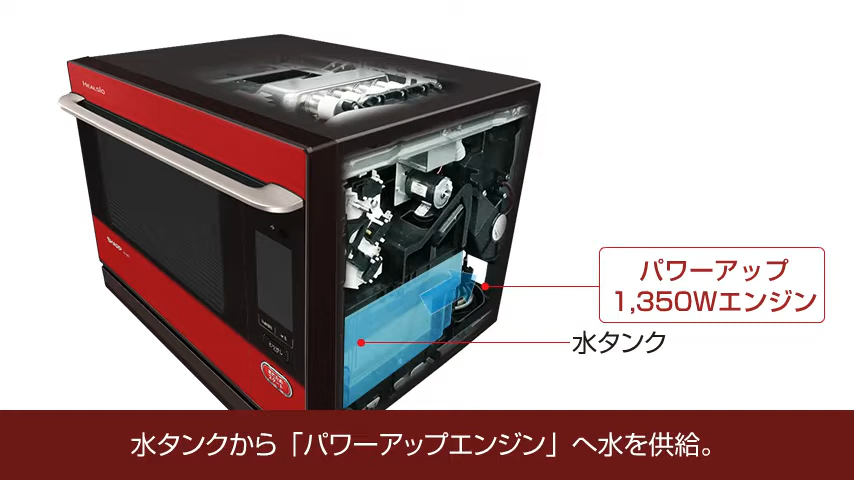 HEALSIO
SHARP
パワーアップ
1,350Wエンジン
水タンク
水タンクから「パワーアップエンジン」へ水を供給。